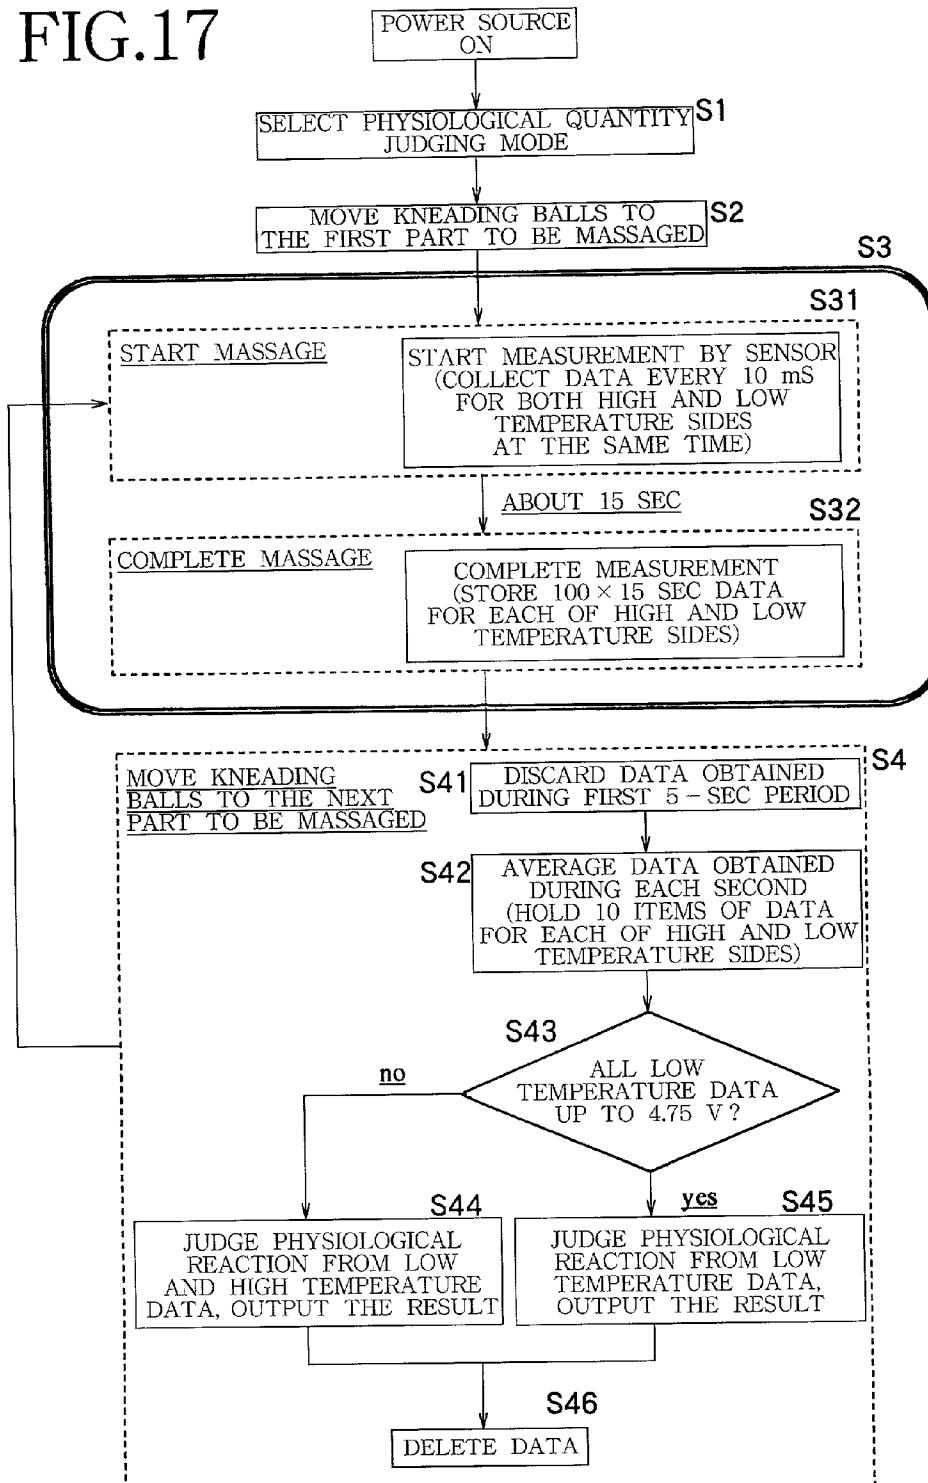 FIG.17
POWER SOURCE
ON
S1
SELECT PHYSIOLOGICAL QUANTITY
JUDGING MODE
S2
MOVE KNEADING BALLS TO
THE FIRST PART TO BE MASSAGED
S3
S31
START MASSAGE
START MEASUREMENT BY SENSOR
(COLLECT DATA EVERY 10 mS
FOR BOTH HIGH AND LOW
TEMPERATURE SIDES
AT THE SAME TIME)
ABOUT 15 SEC
S32
COMPLETE MASSAGE
COMPLETE MEASUREMENT
(STORE 100 × 15 SEC DATA
FOR EACH OF HIGH AND LOW
TEMPERATURE SIDES)
S4
MOVE KNEADING
BALLS TO THE NEXT
PART TO BE MASSAGED
S41
DISCARD DATA OBTAINED
DURING FIRST 5-SEC PERIOD
S42
AVERAGE DATA OBTAINED
DURING EACH SECOND
(HOLD 10 ITEMS OF DATA
FOR EACH OF HIGH AND LOW
TEMPERATURE SIDES)
S43
ALL LOW
TEMPERATURE DATA
UP TO 4.75 V?
no
yes
S44
JUDGE PHYSIOLOGICAL
REACTION FROM LOW
AND HIGH TEMPERATURE
DATA, OUTPUT THE RESULT
S45
JUDGE PHYSIOLOGICAL
REACTION FROM LOW
TEMPERATURE DATA,
OUTPUT THE RESULT
S46
DELETE DATA